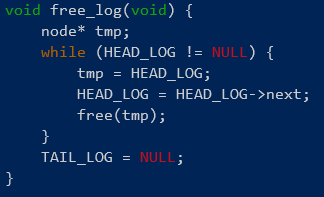 void free_log(void) {
    node* tmp;
    while (HEAD_LOG != NULL) {
        tmp = HEAD_LOG;
        HEAD_LOG = HEAD_LOG->next;
        free(tmp);
    }
    TAIL_LOG = NULL;
}